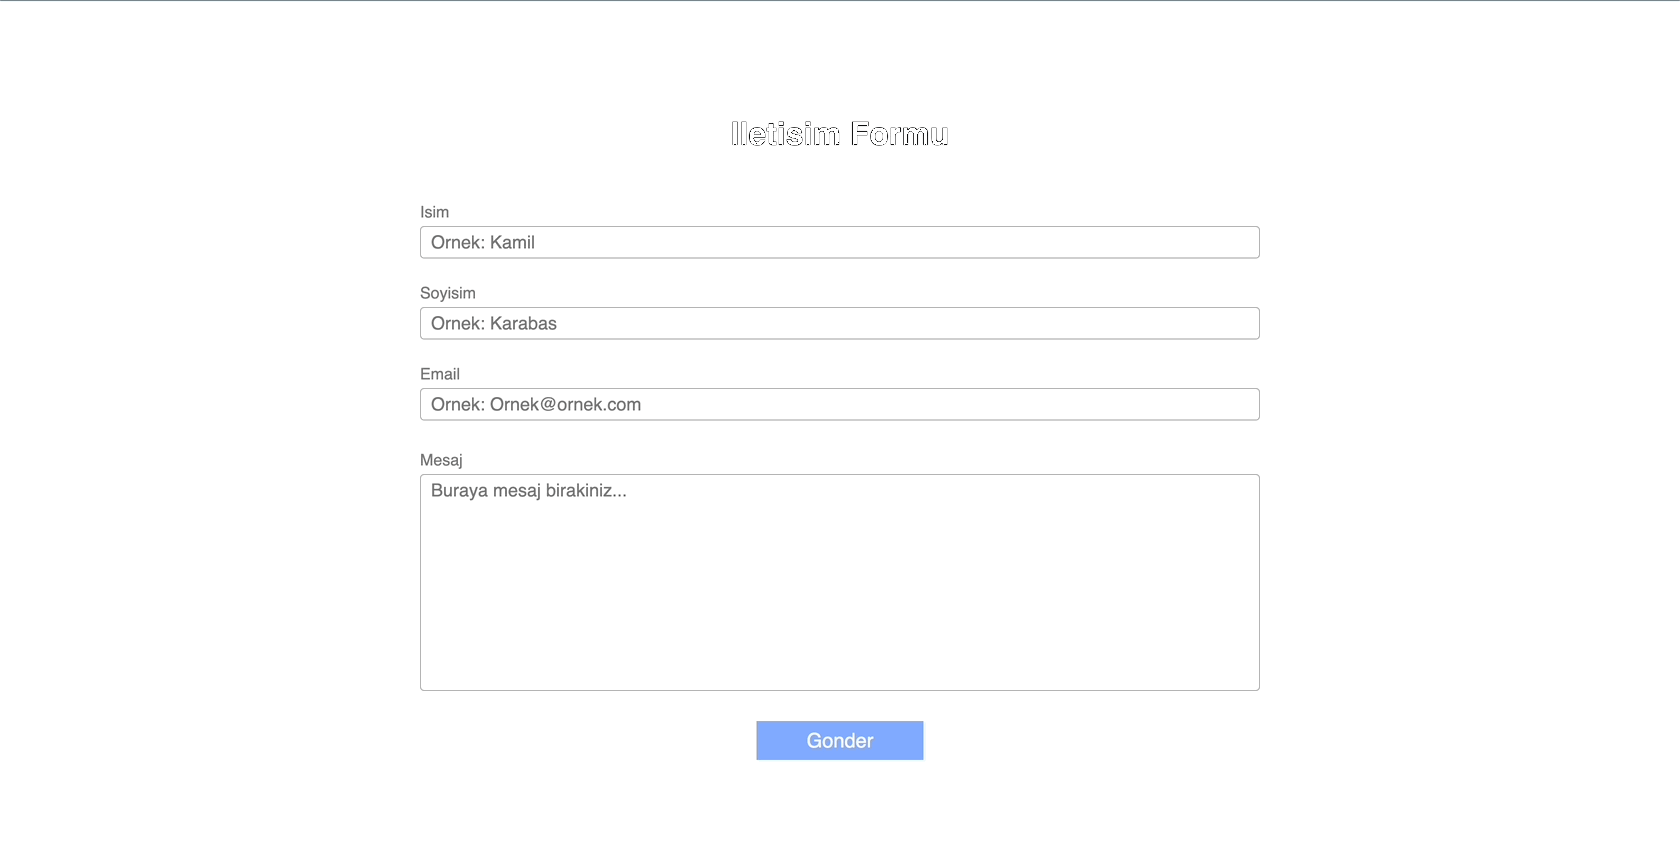 Iletisim Formu
Isim
Ornek: Kamil
Soyisim
Ornek: Karabas
Email
Ornek: Ornek@ornek.com
Mesaj
Buraya mesaj birakiniz...
Gonder